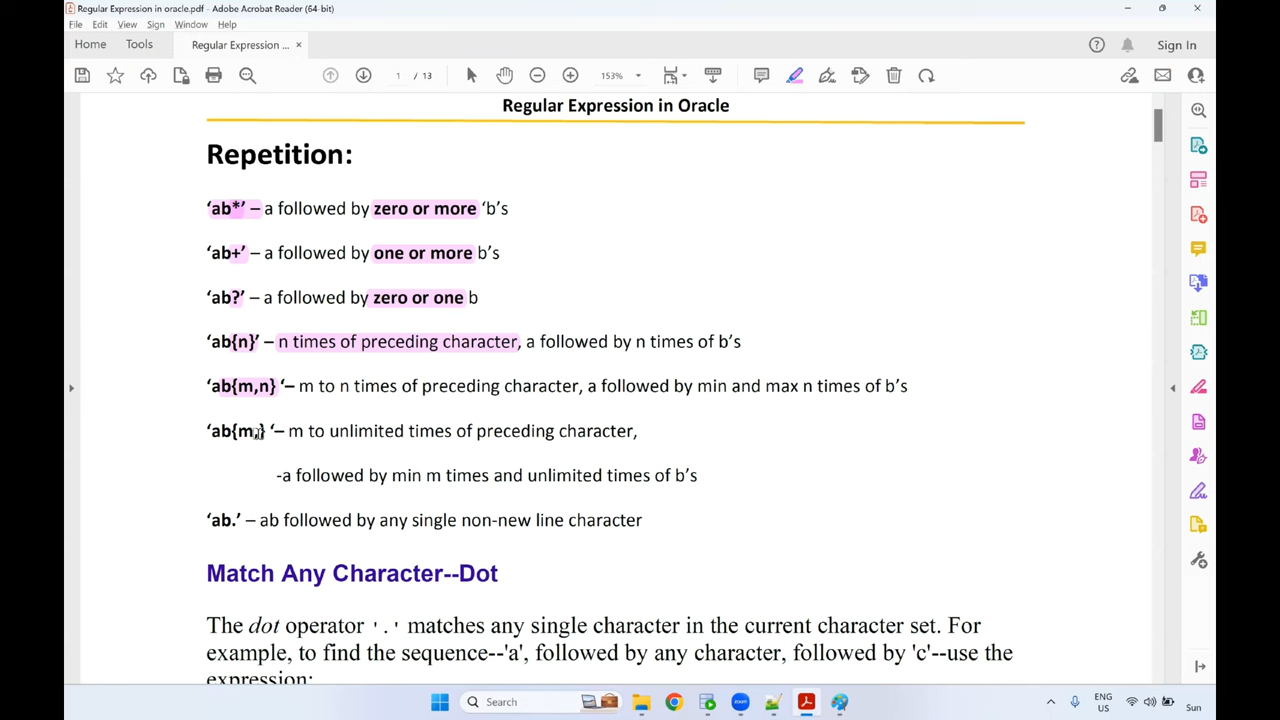 Regular Expression in oracle.pdf - Adobe Acrobat Reader (64-bit)
File Edit View Sign Window Help
Home Tools Regular Expression ... × Sign In
1 / 13 153%
Regular Expression in Oracle
Repetition:
‘ab*’ – a followed by zero or more ‘b’s
‘ab+’ – a followed by one or more b’s
‘ab?’ – a followed by zero or one b
‘ab{n}’ – n times of preceding character, a followed by n times of b’s
‘ab{m,n} ‘– m to n times of preceding character, a followed by min and max n times of b’s
‘ab{m,} ‘– m to unlimited times of preceding character,
-a followed by min m times and unlimited times of b’s
‘ab.’ – ab followed by any single non-new line character
Match Any Character--Dot
The dot operator '.' matches any single character in the current character set. For
example, to find the sequence--'a', followed by any character, followed by 'c'--use the
expression:
Search
ENG
US
Sun